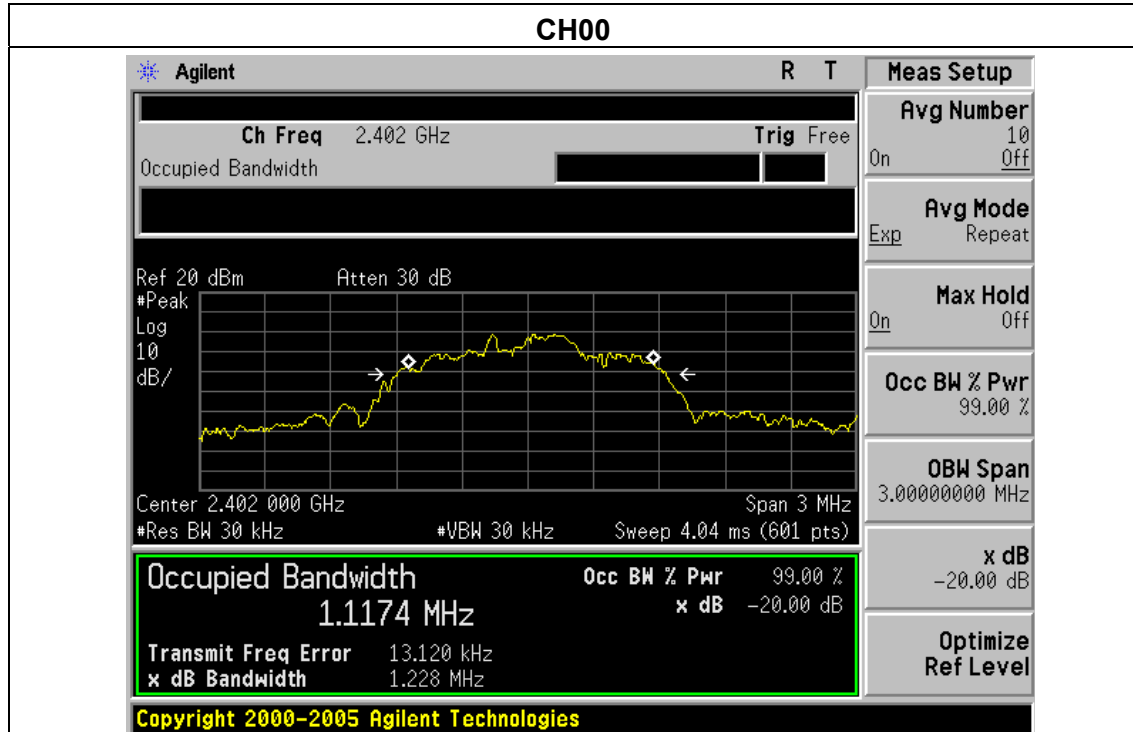 CH00
Agilent R T
Ch Freq 2.402 GHz Trig Free
Occupied Bandwidth
Ref 20 dBm Atten 30 dB
#Peak
Log
10
dB/
Center 2.402 000 GHz Span 3 MHz
#Res BW 30 kHz #VBW 30 kHz Sweep 4.04 ms (601 pts)
Occupied Bandwidth Occ BW % Pwr 99.00 %
1.1174 MHz x dB -20.00 dB
Transmit Freq Error 13.120 kHz
x dB Bandwidth 1.228 MHz
Copyright 2000-2005 Agilent Technologies
Meas Setup
Avg Number
10
On Off
Avg Mode
Exp Repeat
Max Hold
On Off
Occ BW % Pwr
99.00 %
OBW Span
3.00000000 MHz
x dB
-20.00 dB
Optimize
Ref Level